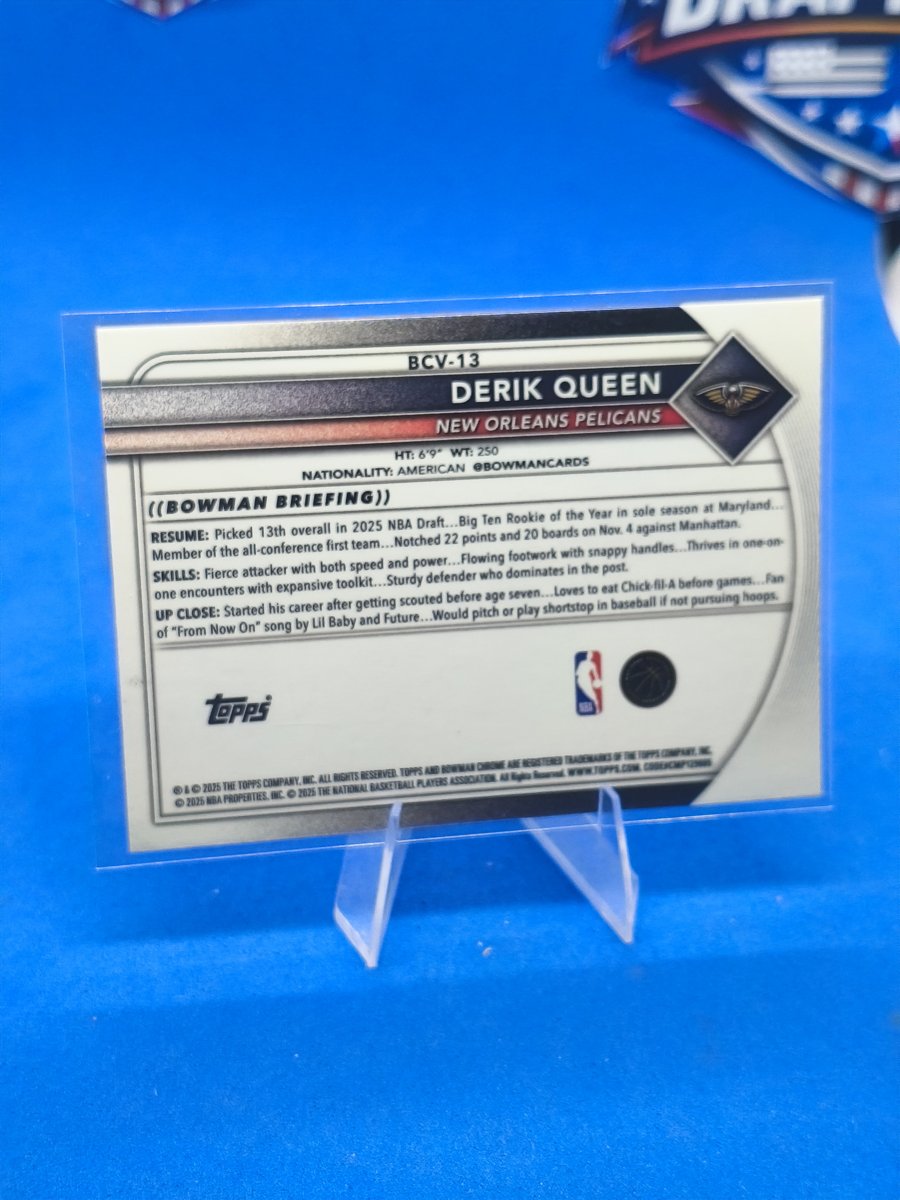 DRAFT
BCV-13
DERIK QUEEN
NEW ORLEANS PELICANS
HT: 6'9" WT: 250
NATIONALITY: AMERICAN @BOWMANCARDS
((BOWMAN BRIEFING))
RESUME: Picked 13th overall in 2025 NBA Draft...Big Ten Rookie of the Year in sole season at Maryland...
Member of the all-conference first team...Notched 22 points and 20 boards on Nov. 4 against Manhattan.
SKILLS: Fierce attacker with both speed and power...Flowing footwork with snappy handles...Thrives in one-on-
one encounters with expansive toolkit...Sturdy defender who dominates in the post.
UP CLOSE: Started his career after getting scouted before age seven...Loves to eat Chick-fil-A before games...Fan
of "From Now On" song by Lil Baby and Future...Would pitch or play shortstop in baseball if not pursuing hoops.
topps
NBA
® & © 2025 THE TOPPS COMPANY, INC. ALL RIGHTS RESERVED. TOPPS AND BOWMAN CHROME ARE REGISTERED TRADEMARKS OF THE TOPPS COMPANY, INC.
© 2025 NBA PROPERTIES, INC. © 2025 THE NATIONAL BASKETBALL PLAYERS ASSOCIATION. All Rights Reserved. WWW.TOPPS.COM